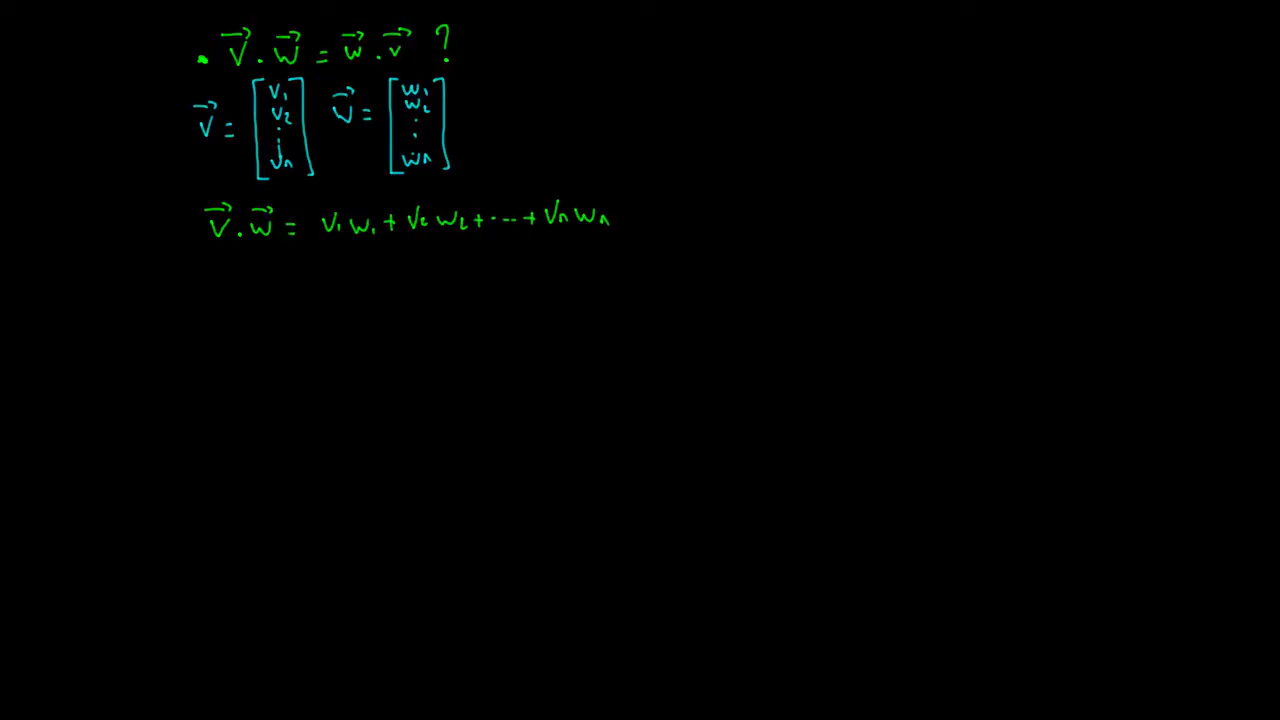 . v⃗ . w⃗ = w⃗ . v⃗ ?
v⃗ = [v₁ v₂ ⋮ vₙ] v⃗ = [w₁ w₂ ⋮ wₙ]
v⃗ . w⃗ = v₁w₁ + v₂w₂ + ... + vₙwₙ